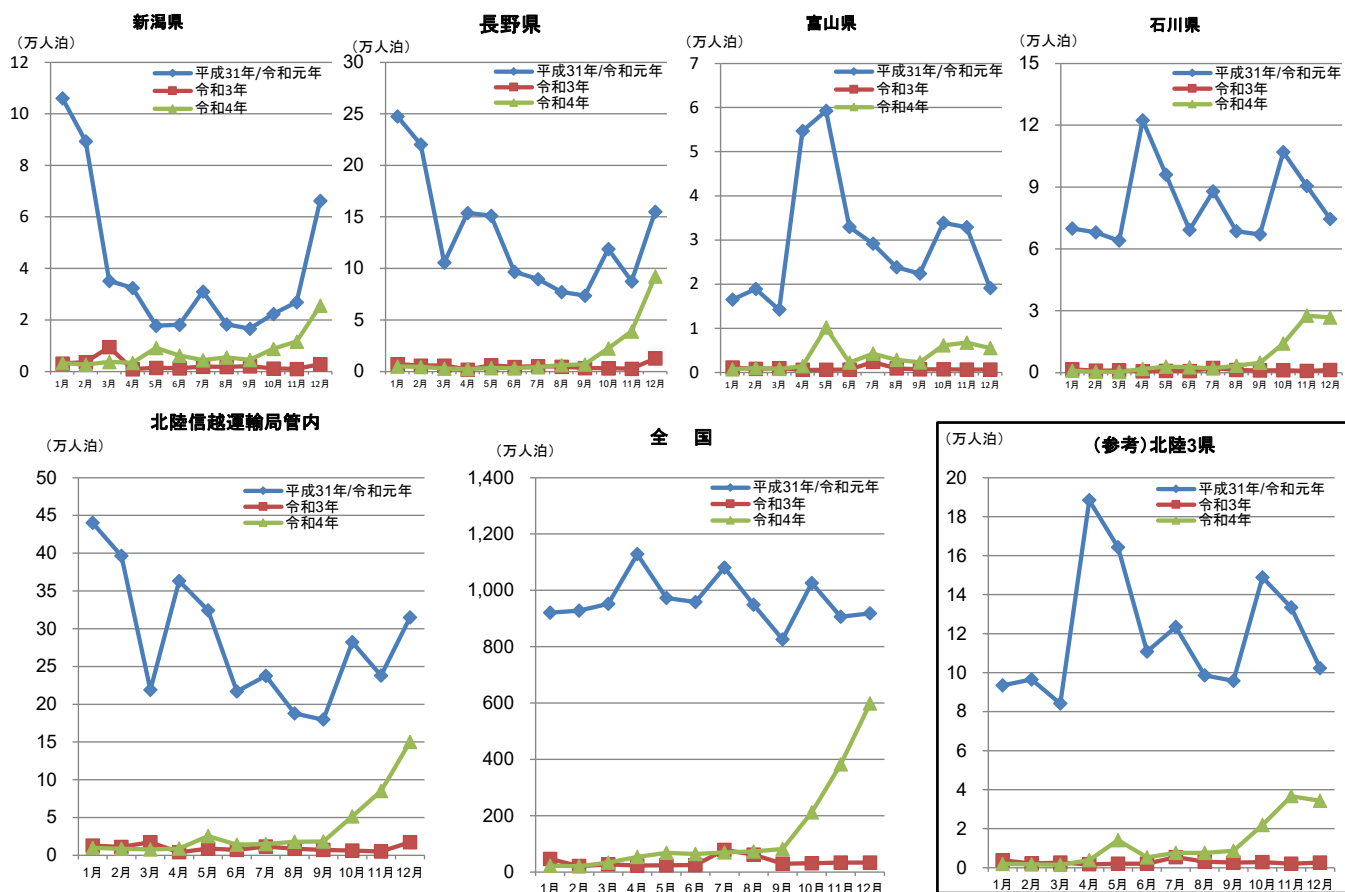 新潟県
（万人泊）
平成31年/令和元年
令和3年
令和4年
12
10
8
6
4
2
0
1月 2月 3月 4月 5月 6月 7月 8月 9月 10月 11月 12月
長野県
（万人泊）
平成31年/令和元年
令和3年
令和4年
30
25
20
15
10
5
0
1月 2月 3月 4月 5月 6月 7月 8月 9月 10月 11月 12月
富山県
（万人泊）
平成31年/令和元年
令和3年
令和4年
7
6
5
4
3
2
1
0
1月 2月 3月 4月 5月 6月 7月 8月 9月 10月 11月 12月
石川県
（万人泊）
平成31年/令和元年
令和3年
令和4年
15
12
9
6
3
0
1月 2月 3月 4月 5月 6月 7月 8月 9月 10月 11月 12月
北陸信越運輸局管内
（万人泊）
平成31年/令和元年
令和3年
令和4年
50
45
40
35
30
25
20
15
10
5
0
1月 2月 3月 4月 5月 6月 7月 8月 9月 10月 11月 12月
全　国
（万人泊）
平成31年/令和元年
令和3年
令和4年
1,400
1,200
1,000
800
600
400
200
0
1月 2月 3月 4月 5月 6月 7月 8月 9月 10月 11月 12月
（参考）北陸3県
（万人泊）
平成31年/令和元年
令和3年
令和4年
20
18
16
14
12
10
8
6
4
2
0
1月 2月 3月 4月 5月 6月 7月 8月 9月 10月 11月 12月